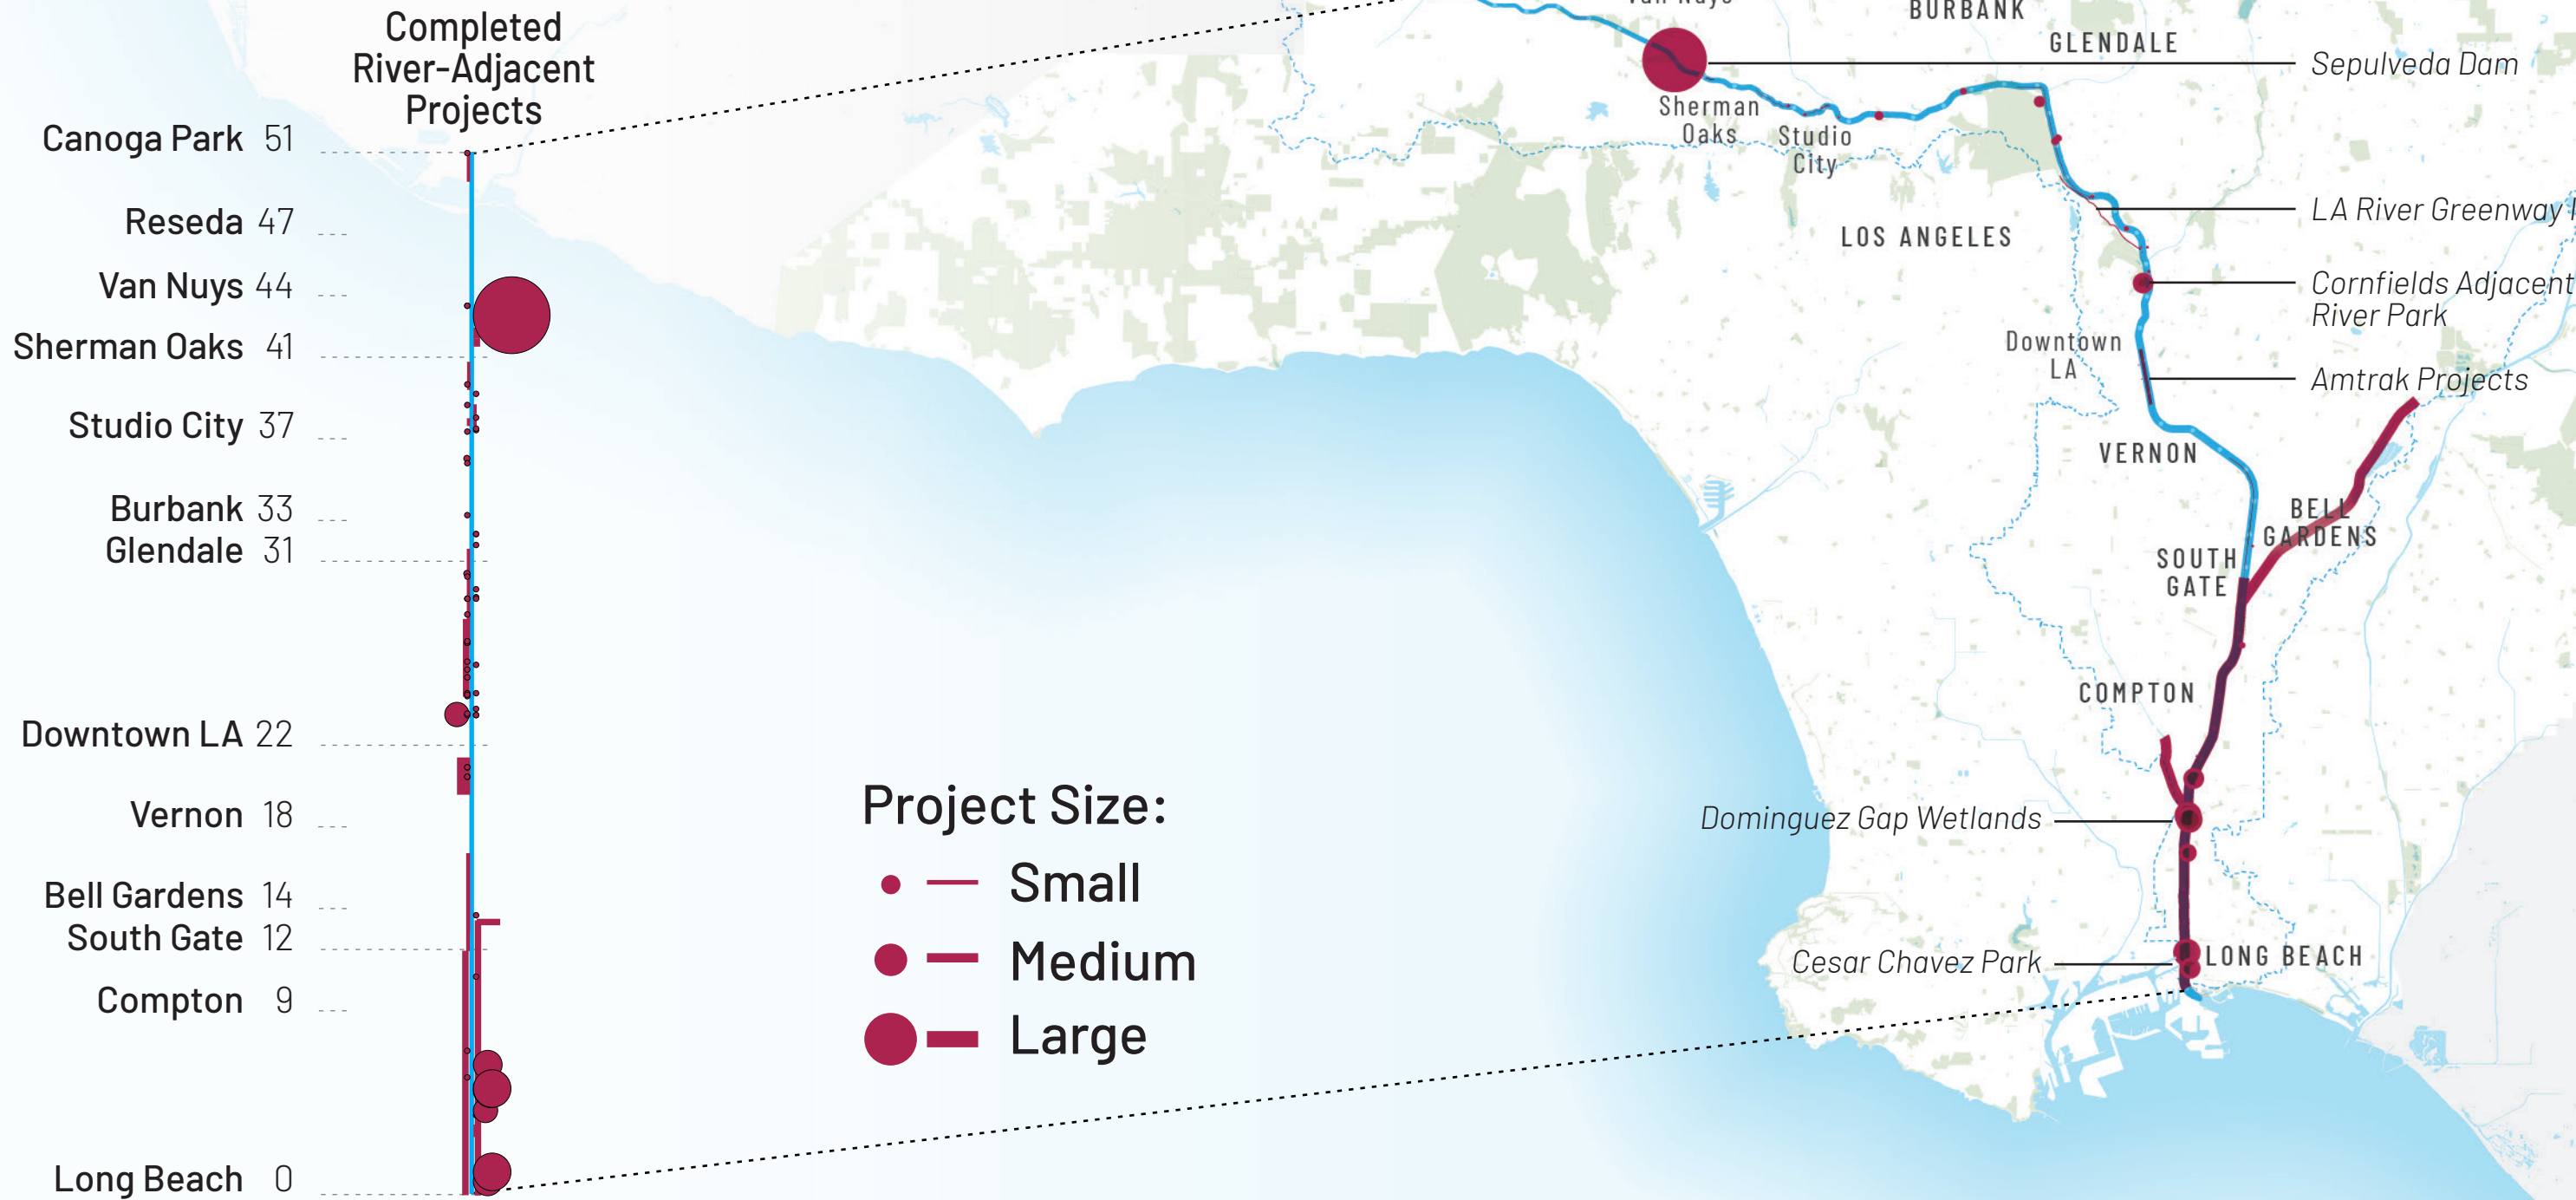 Completed
River-Adjacent
Projects
Canoga Park 51
Reseda 47
Van Nuys 44
Sherman Oaks 41
Studio City 37
Burbank 33
Glendale 31
Downtown LA 22
Vernon 18
Bell Gardens 14
South Gate 12
Compton 9
Long Beach 0
Project Size:
Small
Medium
Large
Van Nuys
BURBANK
GLENDALE
Sepulveda Dam
Sherman
Oaks
Studio
City
LA River Greenway
LOS ANGELES
Cornfields Adjacent
River Park
Downtown
LA
Amtrak Projects
VERNON
BELL
GARDENS
SOUTH
GATE
COMPTON
Dominguez Gap Wetlands
Cesar Chavez Park
LONG BEACH